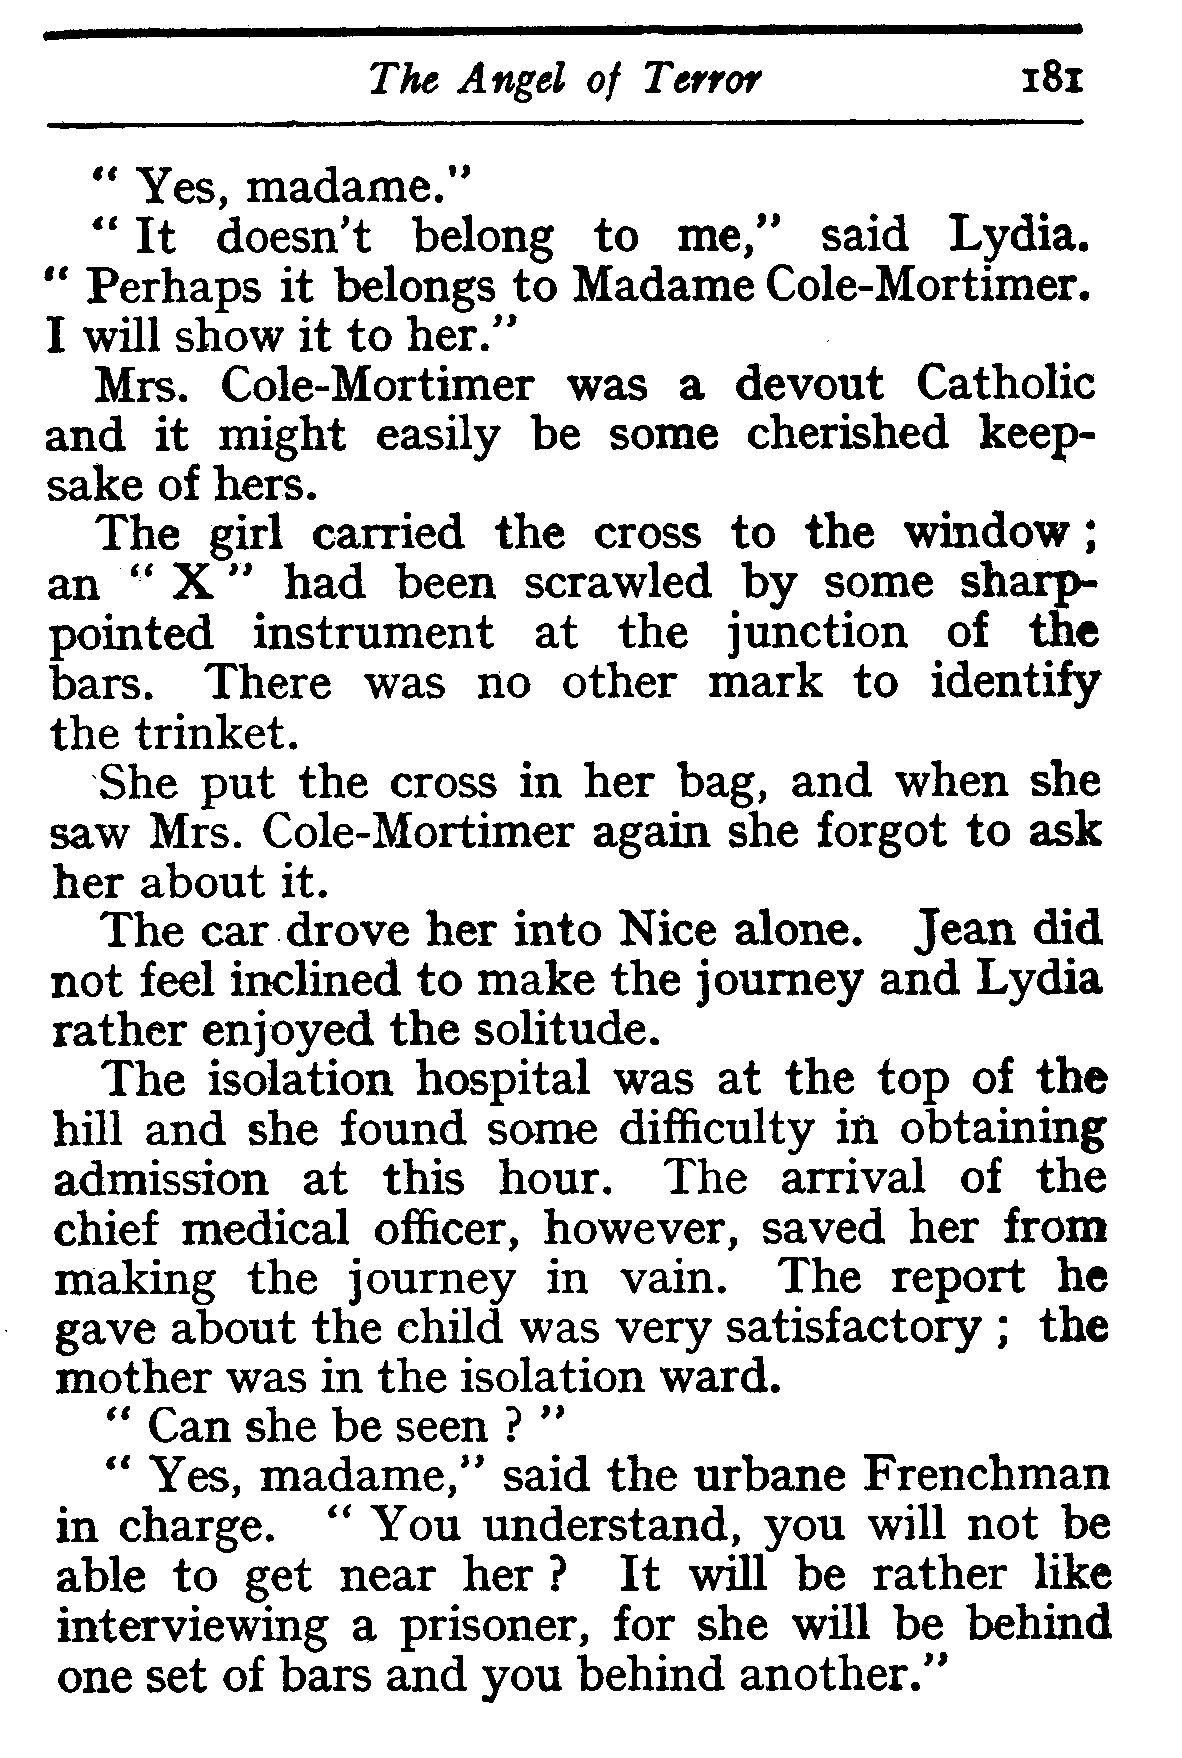 The Angel of Terror 181
“ Yes, madame.”
“ It doesn't belong to me,” said Lydia.
“ Perhaps it belongs to Madame Cole-Mortimer.
I will show it to her.”
Mrs. Cole-Mortimer was a devout Catholic
and it might easily be some cherished keep-
sake of hers.
The girl carried the cross to the window ;
an “ X ” had been scrawled by some sharp-
pointed instrument at the junction of the
bars. There was no other mark to identify
the trinket.
She put the cross in her bag, and when she
saw Mrs. Cole-Mortimer again she forgot to ask
her about it.
The car drove her into Nice alone. Jean did
not feel inclined to make the journey and Lydia
rather enjoyed the solitude.
The isolation hospital was at the top of the
hill and she found some difficulty in obtaining
admission at this hour. The arrival of the
chief medical officer, however, saved her from
making the journey in vain. The report he
gave about the child was very satisfactory ; the
mother was in the isolation ward.
“ Can she be seen ? ”
“ Yes, madame,” said the urbane Frenchman
in charge. “ You understand, you will not be
able to get near her ? It will be rather like
interviewing a prisoner, for she will be behind
one set of bars and you behind another.”